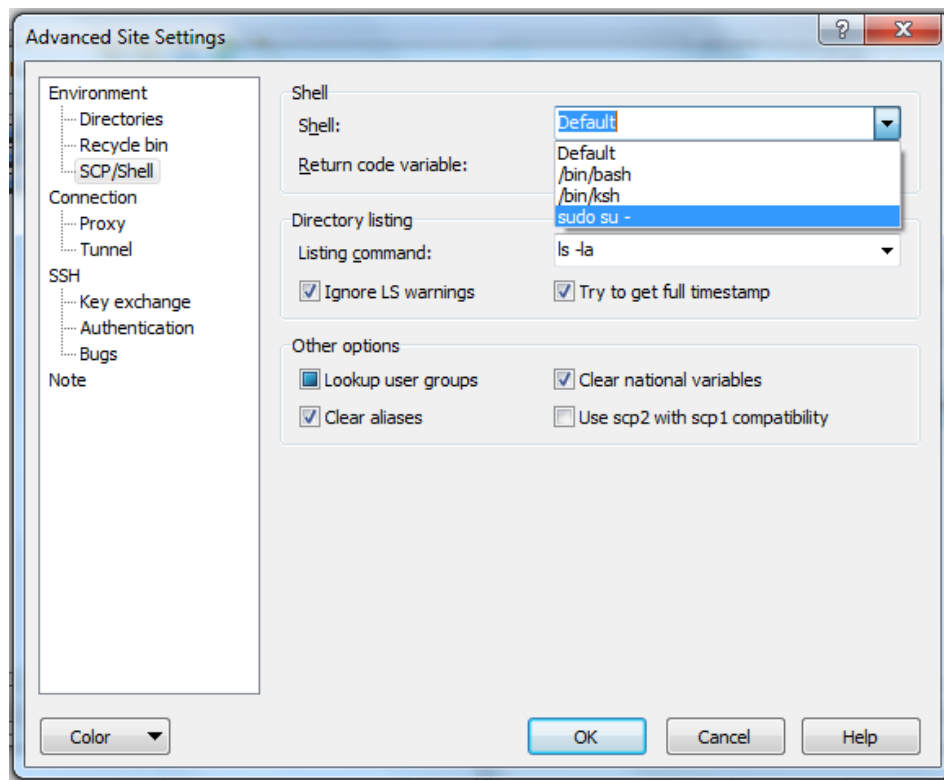 Advanced Site Settings
Environment
Directories
Recycle bin
SCP/Shell
Connection
Proxy
Tunnel
SSH
Key exchange
Authentication
Bugs
Note
Shell
Shell: Default
Default
/bin/bash
/bin/ksh
sudo su -
Return code variable:
Directory listing
Listing command: ls -la
Ignore LS warnings Try to get full timestamp
Other options
Lookup user groups Clear national variables
Clear aliases Use scp2 with scp1 compatibility
Color OK Cancel Help